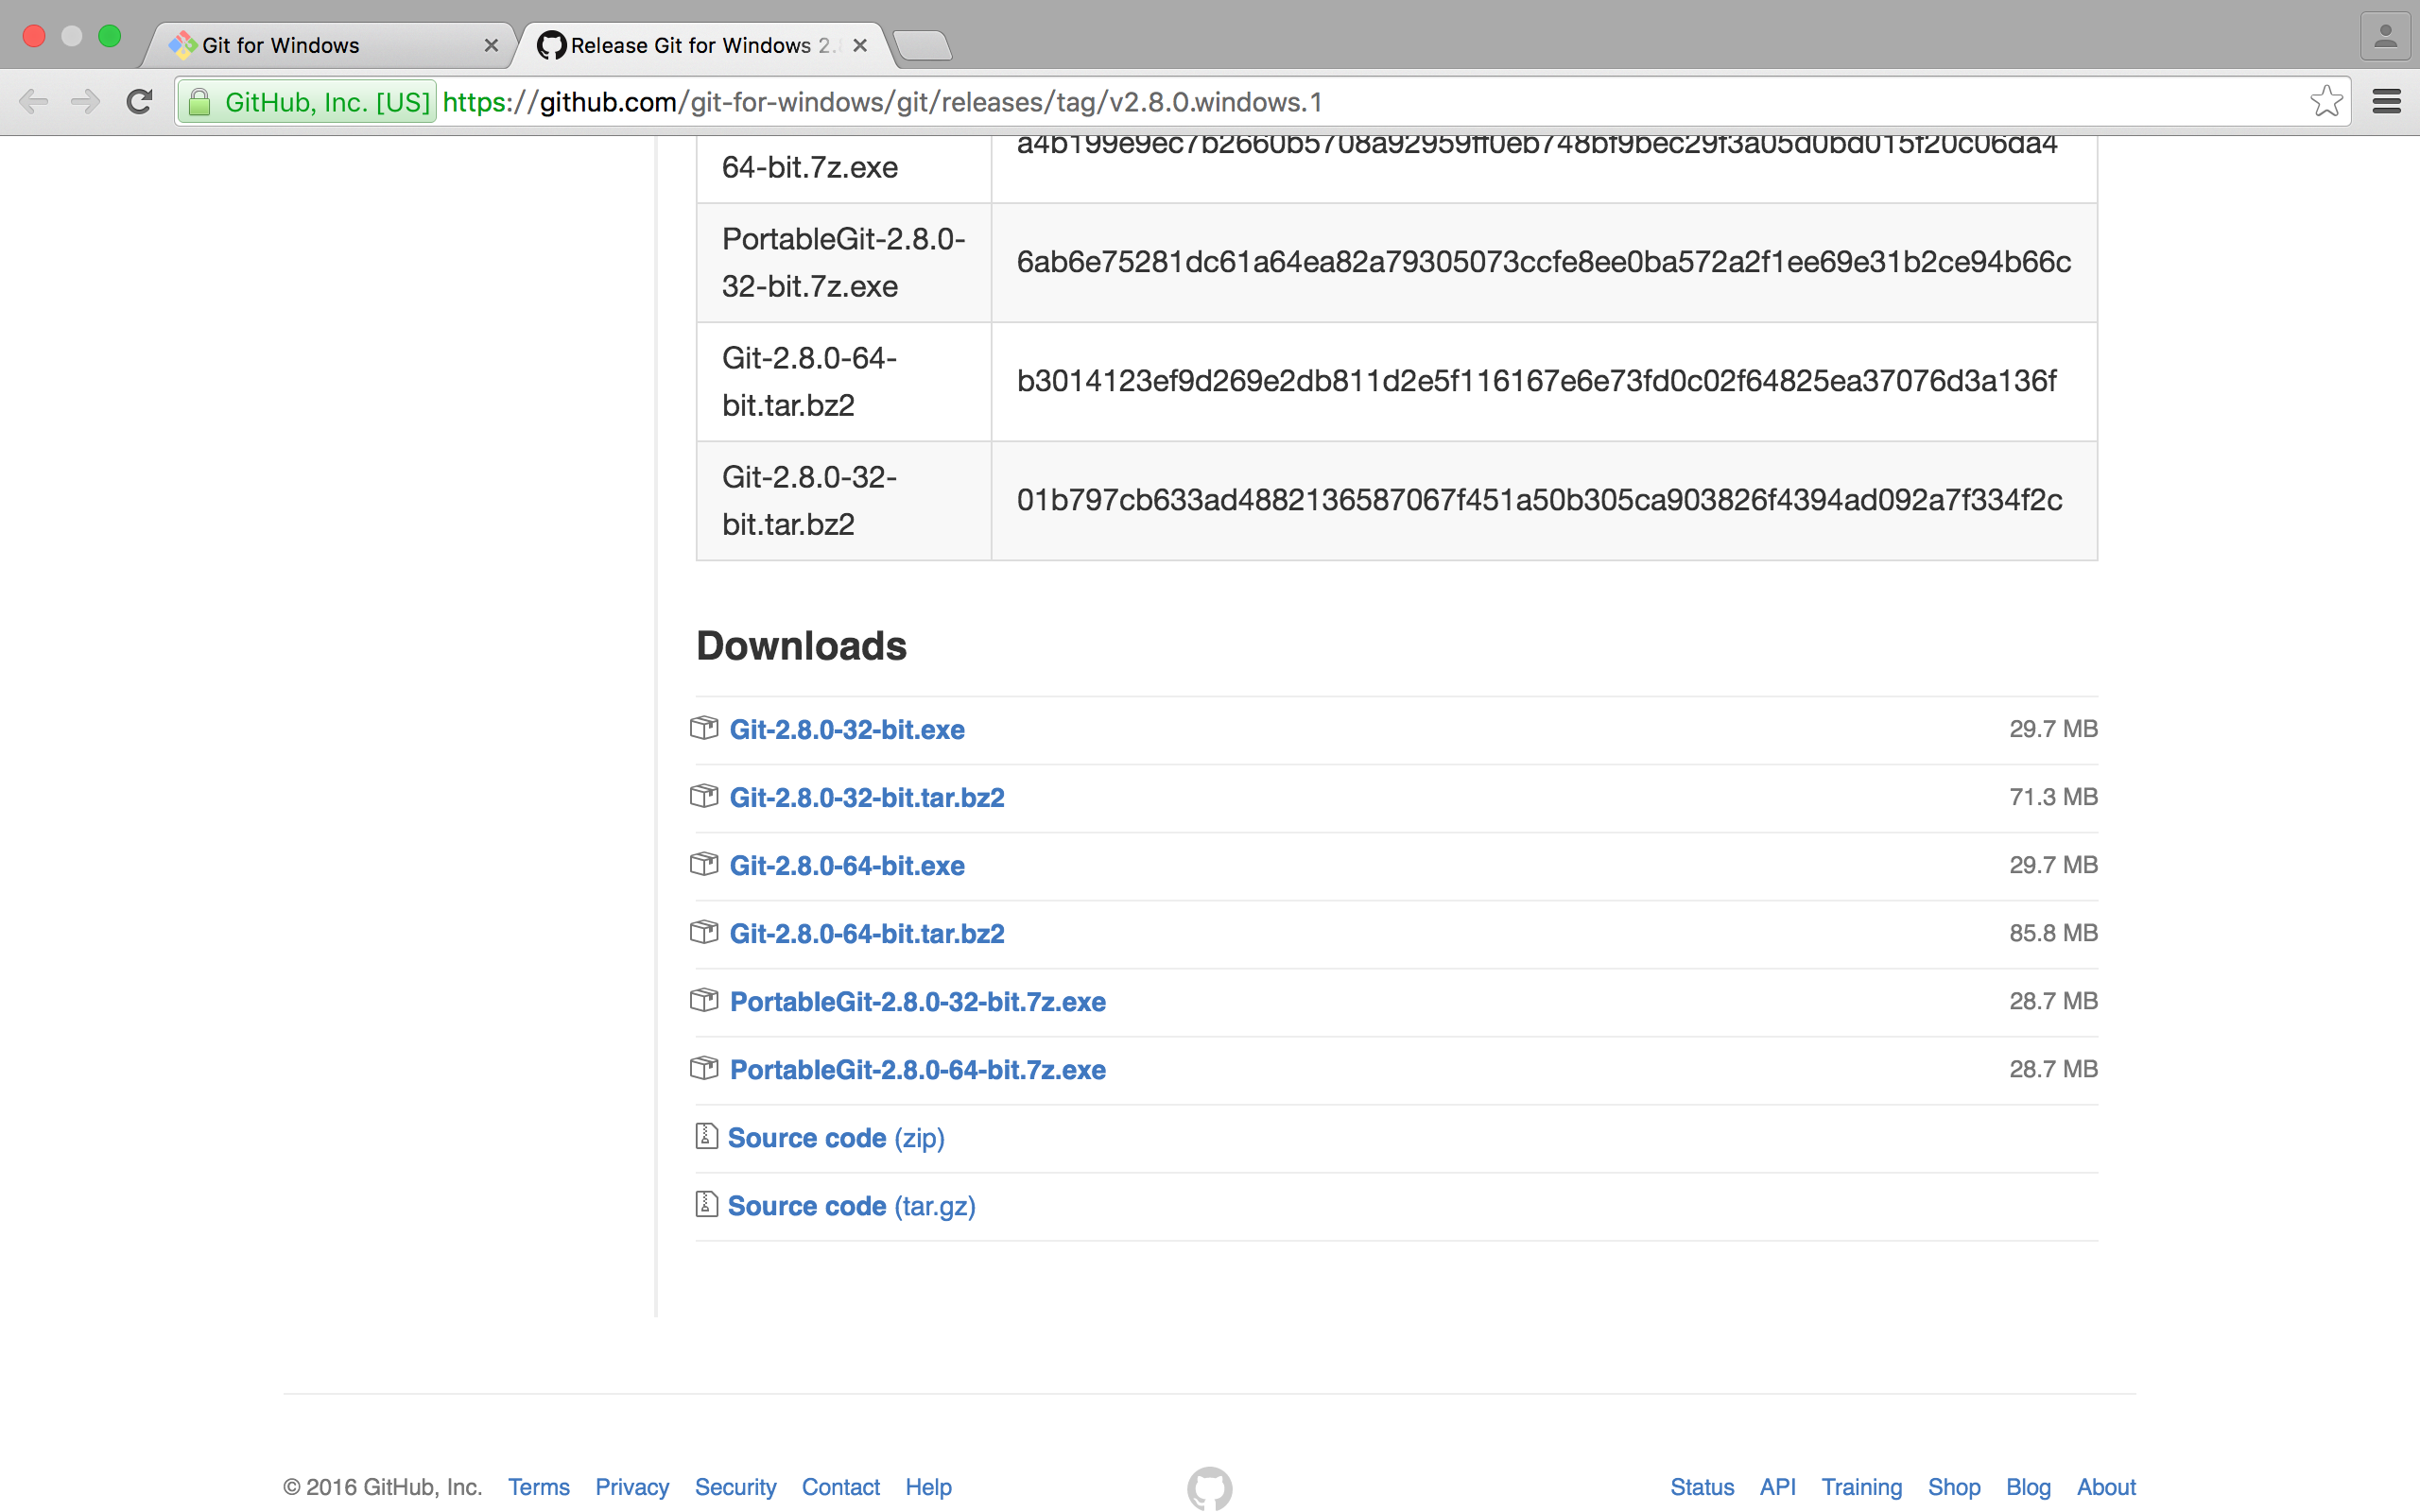 Git for Windows
Release Git for Windows 2.
GitHub, Inc. [US] https://github.com/git-for-windows/git/releases/tag/v2.8.0.windows.1
64-bit.7z.exe
a4b199e9ec7b2660b5708a92959ff0eb748bf9bec29f3a05d0bd015f20c06da4
PortableGit-2.8.0-
32-bit.7z.exe
6ab6e75281dc61a64ea82a79305073ccfe8ee0ba572a2f1ee69e31b2ce94b66c
Git-2.8.0-64-
bit.tar.bz2
b3014123ef9d269e2db811d2e5f116167e6e73fd0c02f64825ea37076d3a136f
Git-2.8.0-32-
bit.tar.bz2
01b797cb633ad4882136587067f451a50b305ca903826f4394ad092a7f334f2c
Downloads
Git-2.8.0-32-bit.exe 29.7 MB
Git-2.8.0-32-bit.tar.bz2 71.3 MB
Git-2.8.0-64-bit.exe 29.7 MB
Git-2.8.0-64-bit.tar.bz2 85.8 MB
PortableGit-2.8.0-32-bit.7z.exe 28.7 MB
PortableGit-2.8.0-64-bit.7z.exe 28.7 MB
Source code (zip)
Source code (tar.gz)
© 2016 GitHub, Inc. Terms Privacy Security Contact Help Status API Training Shop Blog About